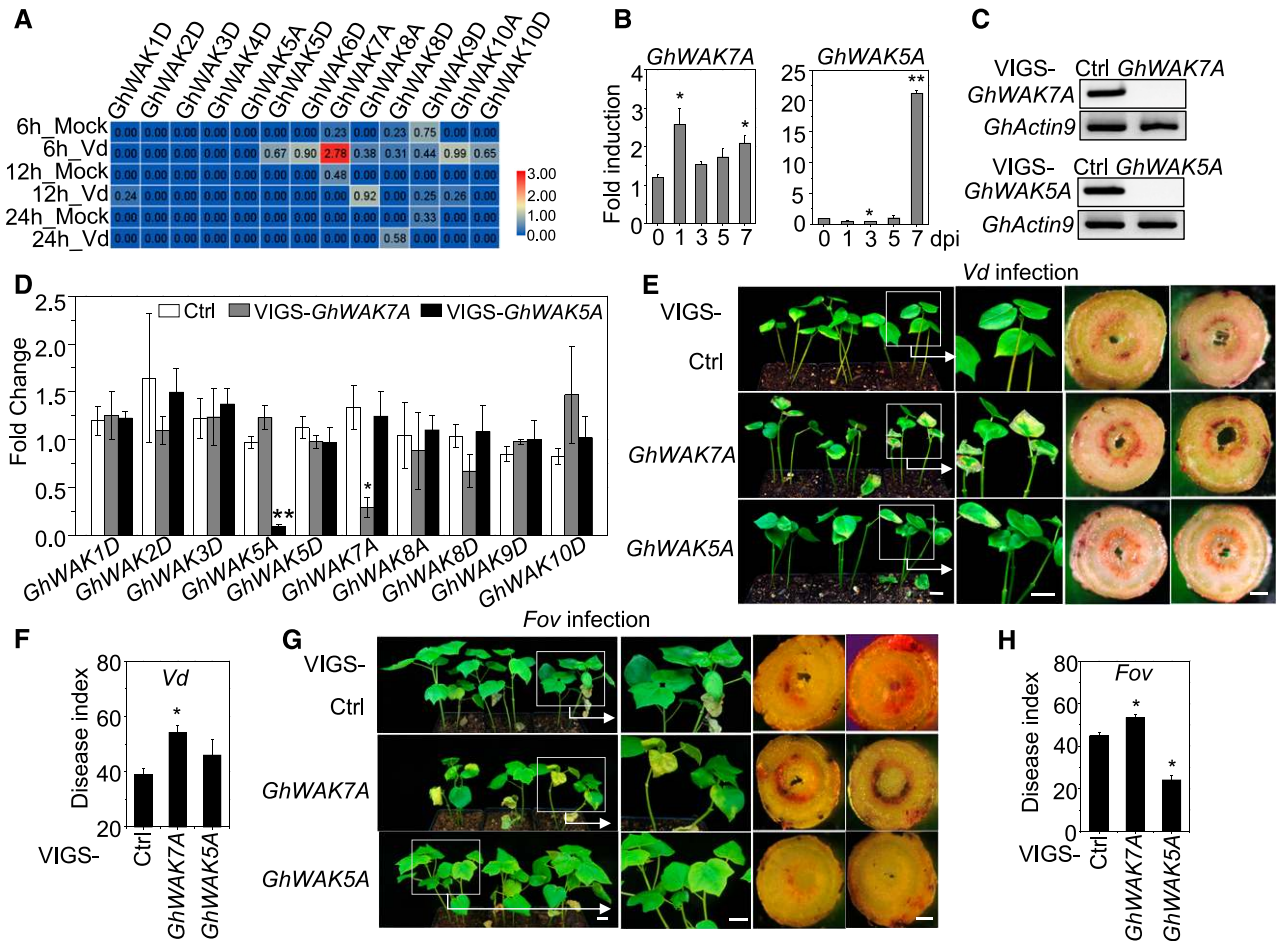 A
GhWAK1D
GhWAK2D
GhWAK3D
GhWAK4D
GhWAK5A
GhWAK5D
GhWAK6D
GhWAK7A
GhWAK8A
GhWAK8D
GhWAK9D
GhWAK10A
GhWAK10D
6h_Mock 0.00 0.00 0.00 0.00 0.00 0.00 0.00 0.23 0.00 0.23 0.75 0.00 0.00
6h_Vd 0.00 0.00 0.00 0.00 0.00 0.67 0.90 2.78 0.38 0.31 0.44 0.99 0.65
12h_Mock 0.00 0.00 0.00 0.00 0.00 0.00 0.00 0.48 0.00 0.00 0.00 0.00 0.00
12h_Vd 0.24 0.00 0.00 0.00 0.00 0.00 0.00 0.00 0.92 0.00 0.25 0.26 0.00
24h_Mock 0.00 0.00 0.00 0.00 0.00 0.00 0.00 0.00 0.00 0.00 0.33 0.00 0.00
24h_Vd 0.00 0.00 0.00 0.00 0.00 0.00 0.00 0.00 0.00 0.58 0.00 0.00 0.00
3.00
2.00
1.00
0.00
B
GhWAK7A
Fold induction
4
3
2
1
0
* *
0 1 3 5 7
GhWAK5A
25
20
15
10
5
0
* **
0 1 3 5 7 dpi
C
VIGS- Ctrl GhWAK7A
GhWAK7A
GhActin9
VIGS- Ctrl GhWAK5A
GhWAK5A
GhActin9
D
Fold Change
2.5
2.0
1.5
1.0
0.5
0.0
Ctrl VIGS-GhWAK7A VIGS-GhWAK5A
** *
GhWAK1D
GhWAK2D
GhWAK3D
GhWAK5A
GhWAK5D
GhWAK7A
GhWAK8A
GhWAK8D
GhWAK9D
GhWAK10D
E
Vd infection
VIGS-
Ctrl
GhWAK7A
GhWAK5A
F
Disease index
80
60
40
20
Vd
*
VIGS-
Ctrl
GhWAK7A
GhWAK5A
G
Fov infection
VIGS-
Ctrl
GhWAK7A
GhWAK5A
H
Disease index
80
60
40
20
0
Fov
* *
VIGS-
Ctrl
GhWAK7A
GhWAK5A